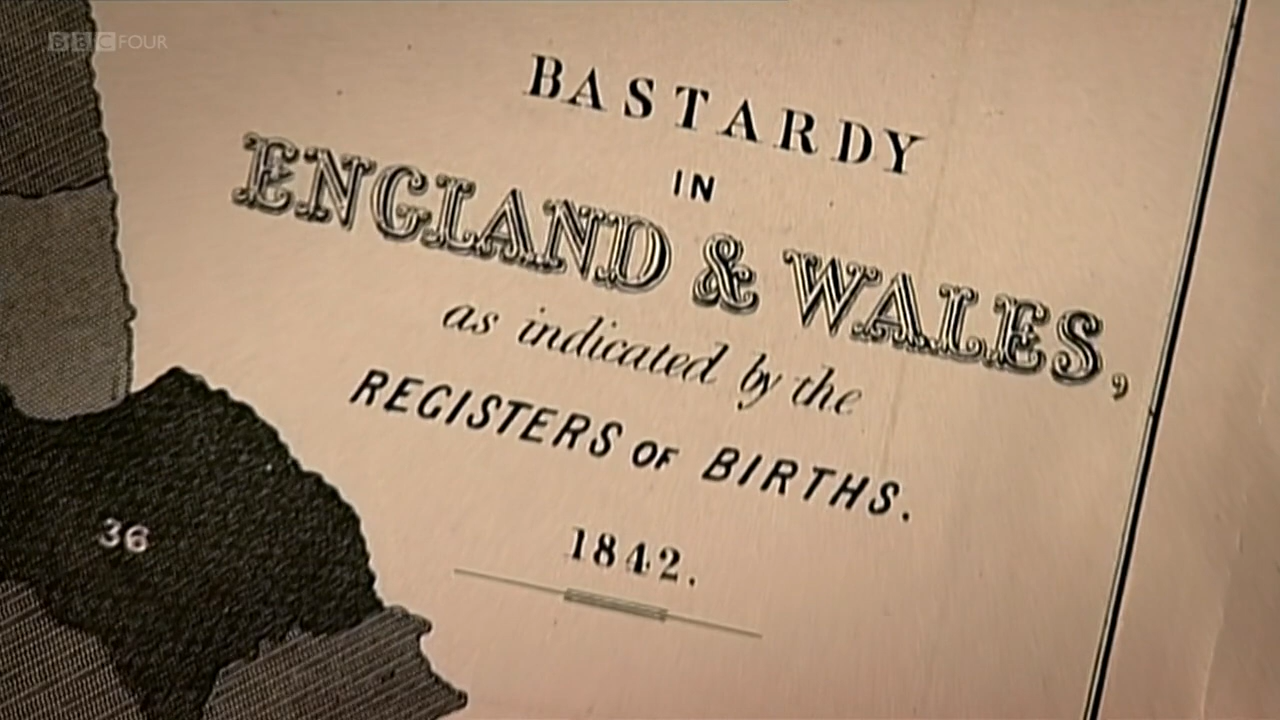 BBC FOUR
BASTARDY
IN
ENGLAND & WALES,
as indicated by the
REGISTERS OF BIRTHS.
1842.
36